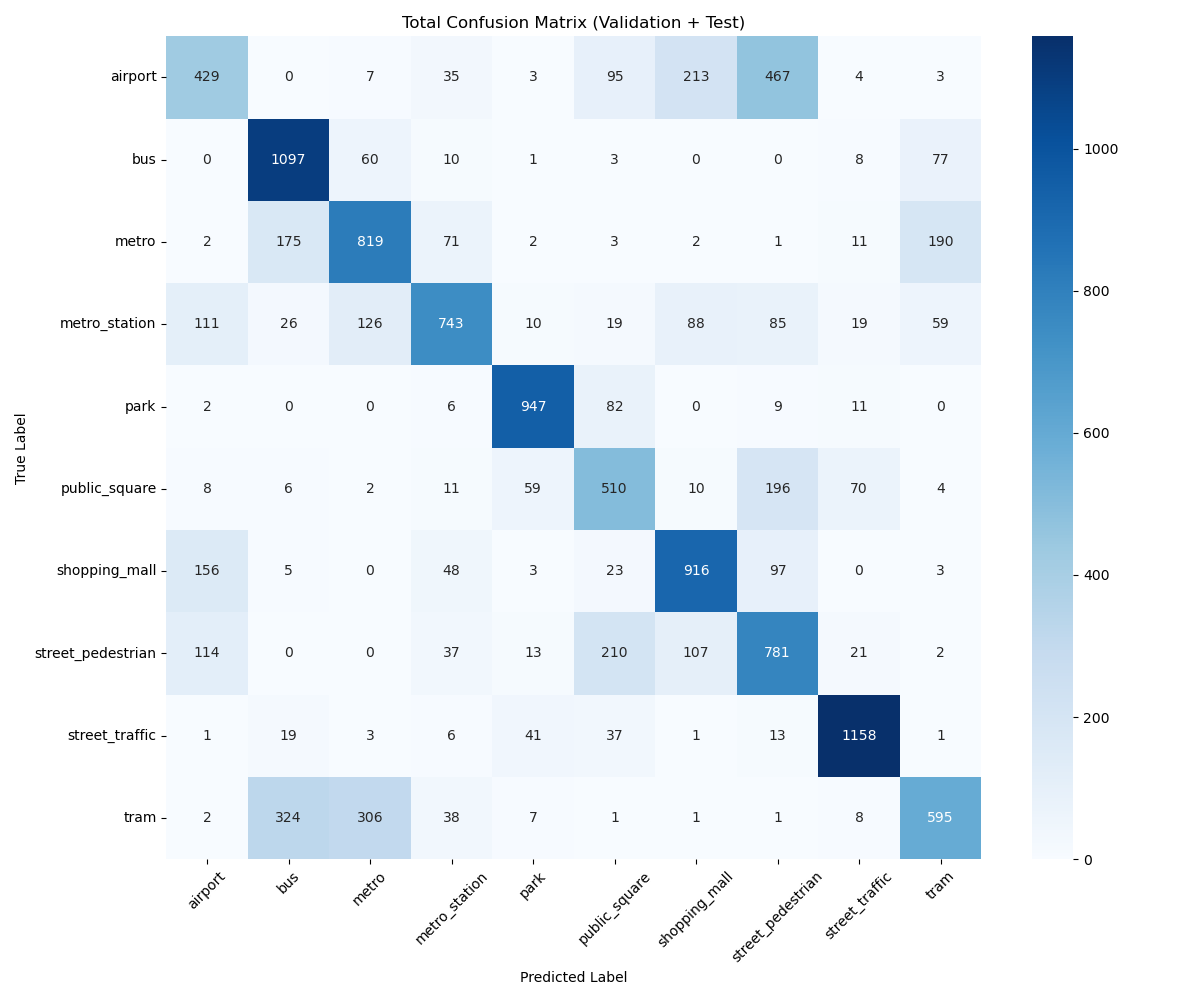 Total Confusion Matrix (Validation + Test)
airport 429 0 7 35 3 95 213 467 4 3
bus 0 1097 60 10 1 3 0 0 8 77
metro 2 175 819 71 2 3 2 1 11 190
metro_station 111 26 126 743 10 19 88 85 19 59
park 2 0 0 6 947 82 0 9 11 0
public_square 8 6 2 11 59 510 10 196 70 4
shopping_mall 156 5 0 48 3 23 916 97 0 3
street_pedestrian 114 0 0 37 13 210 107 781 21 2
street_traffic 1 19 3 6 41 37 1 13 1158 1
tram 2 324 306 38 7 1 1 1 8 595
airport bus metro metro_station park public_square shopping_mall street_pedestrian street_traffic tram
Predicted Label
True Label
1000
800
600
400
200
0